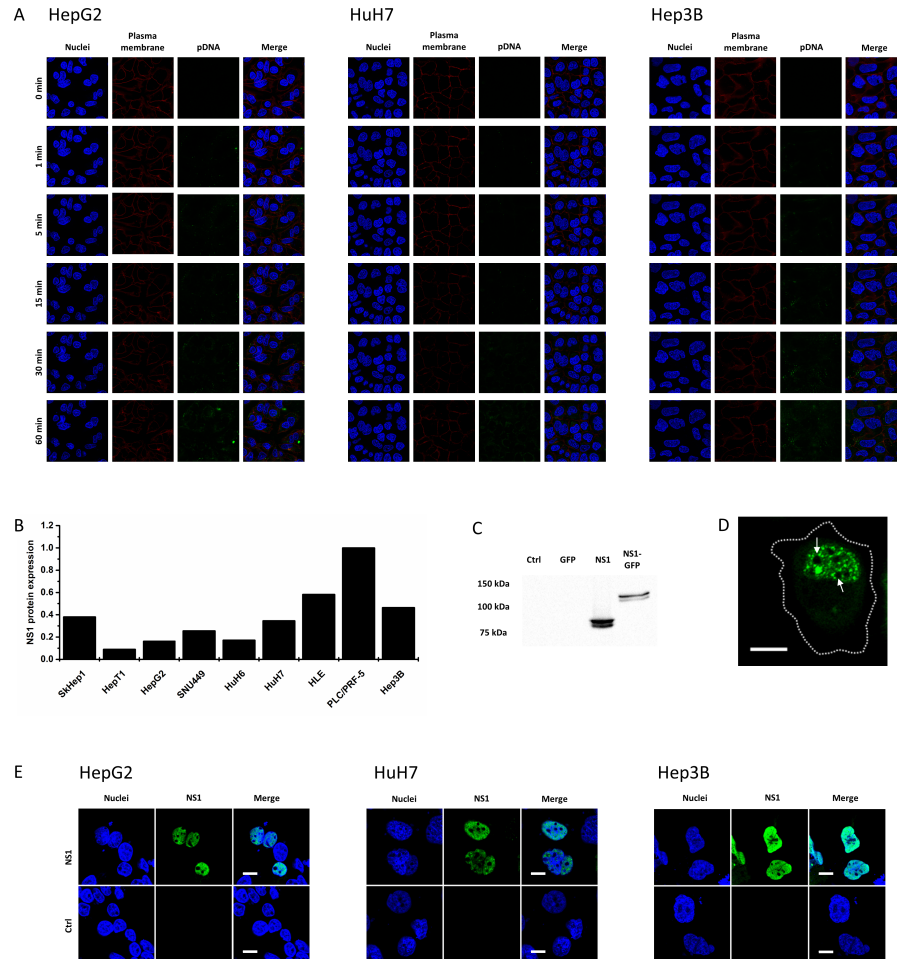 A
HepG2
HuH7
Hep3B
Nuclei
Plasma
membrane
pDNA
Merge
Nuclei
Plasma
membrane
pDNA
Merge
Nuclei
Plasma
membrane
pDNA
Merge
0 min
1 min
5 min
15 min
30 min
60 min
B
NS1 protein expression
1.2
1.0
0.8
0.6
0.4
0.2
0.0
SkHep1
HepT1
HepG2
SNU449
HuH6
HuH7
HLE
PLC/PRF-5
Hep3B
C
Ctrl
GFP
NS1
NS1-
GFP
150 kDa
100 kDa
75 kDa
D
E
HepG2
HuH7
Hep3B
Nuclei
NS1
Merge
Nuclei
NS1
Merge
Nuclei
NS1
Merge
NS1
Ctrl